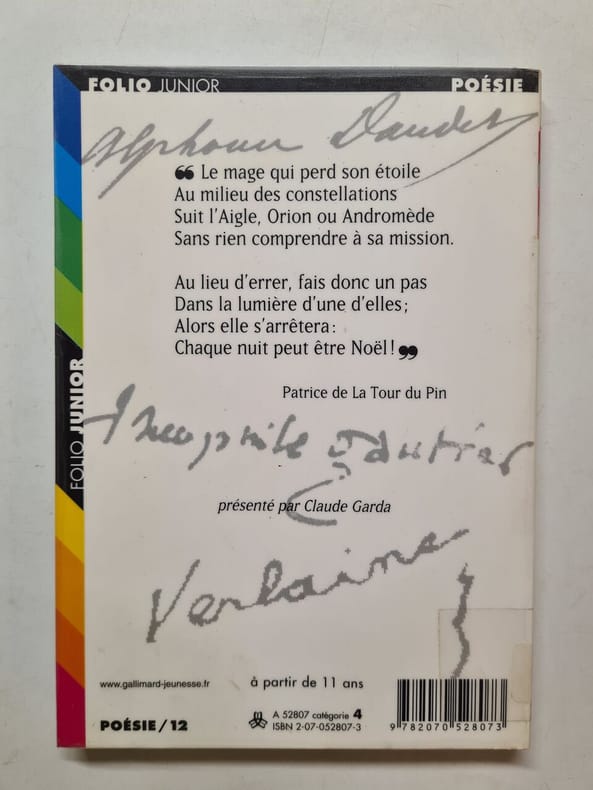 FOLIO JUNIOR
POÉSIE
Alphonse Daudet
❝ Le mage qui perd son étoile
Au milieu des constellations
Suit l'Aigle, Orion ou Andromède
Sans rien comprendre à sa mission.
Au lieu d'errer, fais donc un pas
Dans la lumière d'une d'elles ;
Alors elle s'arrêtera :
Chaque nuit peut être Noël ! ❞
Patrice de La Tour du Pin
FOLIO JUNIOR
Theophile Gautier
présenté par Claude Garda
Verlaine
www.gallimard-jeunesse.fr
à partir de 11 ans
POÉSIE / 12
A 52807 catégorie 4
ISBN 2-07-052807-3
9 782070 528073